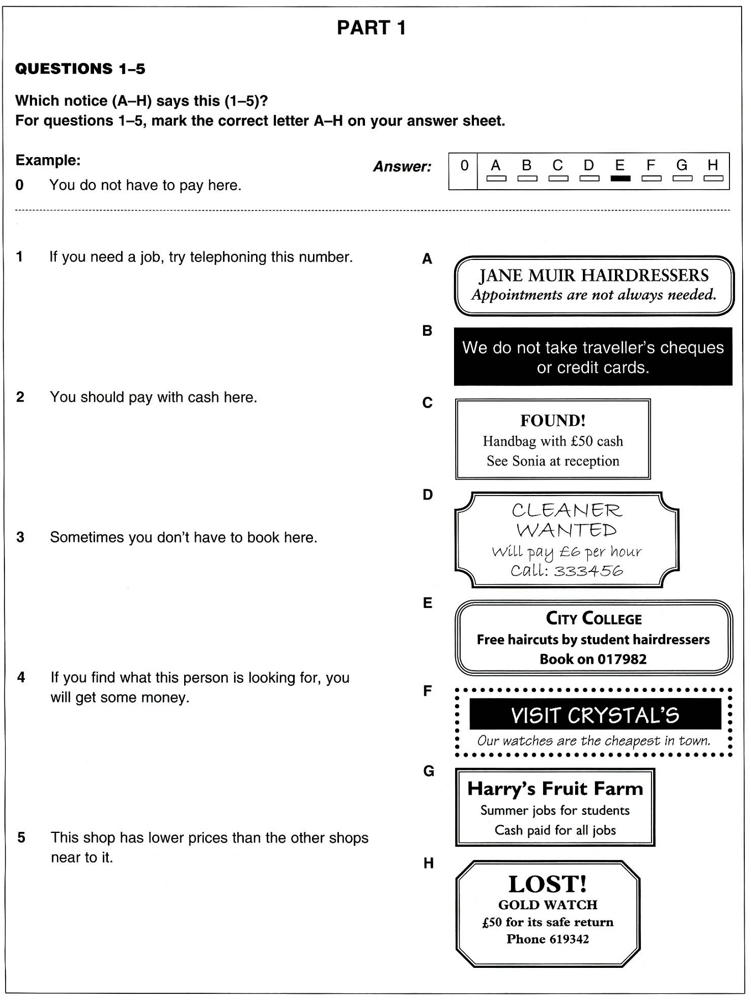 PART 1
QUESTIONS 1–5
Which notice (A–H) says this (1–5)?
For questions 1–5, mark the correct letter A–H on your answer sheet.
Example:
0 You do not have to pay here.
Answer:
0 A B C D E F G H
1 If you need a job, try telephoning this number.
2 You should pay with cash here.
3 Sometimes you don't have to book here.
4 If you find what this person is looking for, you
will get some money.
5 This shop has lower prices than the other shops
near to it.
A
JANE MUIR HAIRDRESSERS
Appointments are not always needed.
B
We do not take traveller's cheques
or credit cards.
C
FOUND!
Handbag with £50 cash
See Sonia at reception
D
CLEANER
WANTED
Will pay £6 per hour
Call: 333456
E
CITY COLLEGE
Free haircuts by student hairdressers
Book on 017982
F
VISIT CRYSTAL'S
Our watches are the cheapest in town.
G
Harry's Fruit Farm
Summer jobs for students
Cash paid for all jobs
H
LOST!
GOLD WATCH
£50 for its safe return
Phone 619342